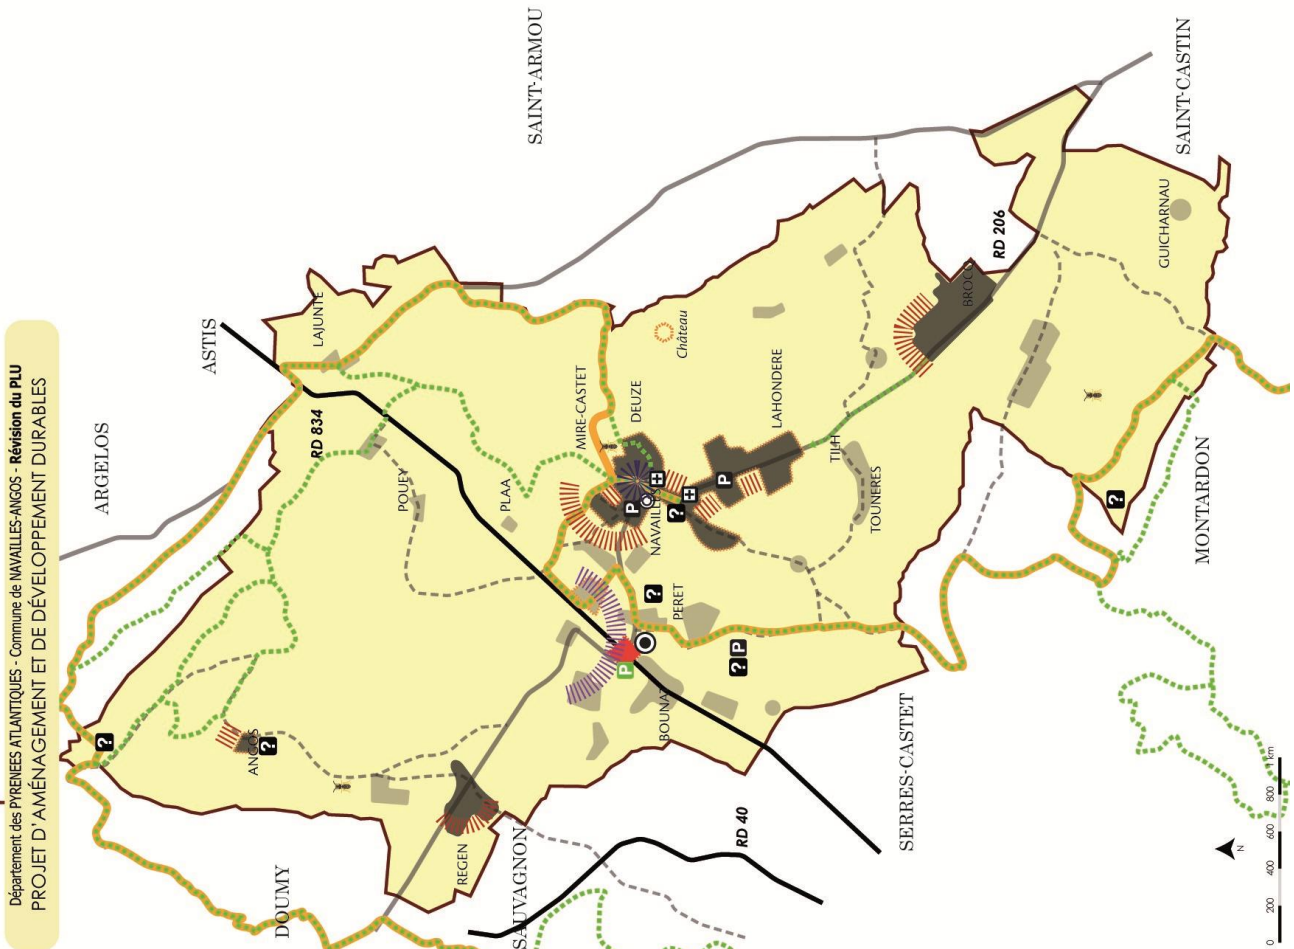 Département des PYRENEES ATLANTIQUES - Commune de NAVAILLES-ANGOS - Révision du PLU
PROJET D'AMÉNAGEMENT ET DE DÉVELOPPEMENT DURABLES
ARGELOS
ASTIS
SAINT-ARMOU
SAINT-CASTIN
DOUMY
SAUVAGNON
SERRES-CASTET
MONTARDON
LAJUNTE
RD 834
POUEY
PLAA
MIRE-CASTET
DEUZE
Château
LAHONDERE
BROCQ
RD 206
GUICHARNAU
ANGOS
REGEN
BOUNAT
PERET
NAVAILLES
TILH
TOUNERES
RD 40
P
P
P
P
?
?
?
?
?
?
N
0 200 400 600 800 1 km